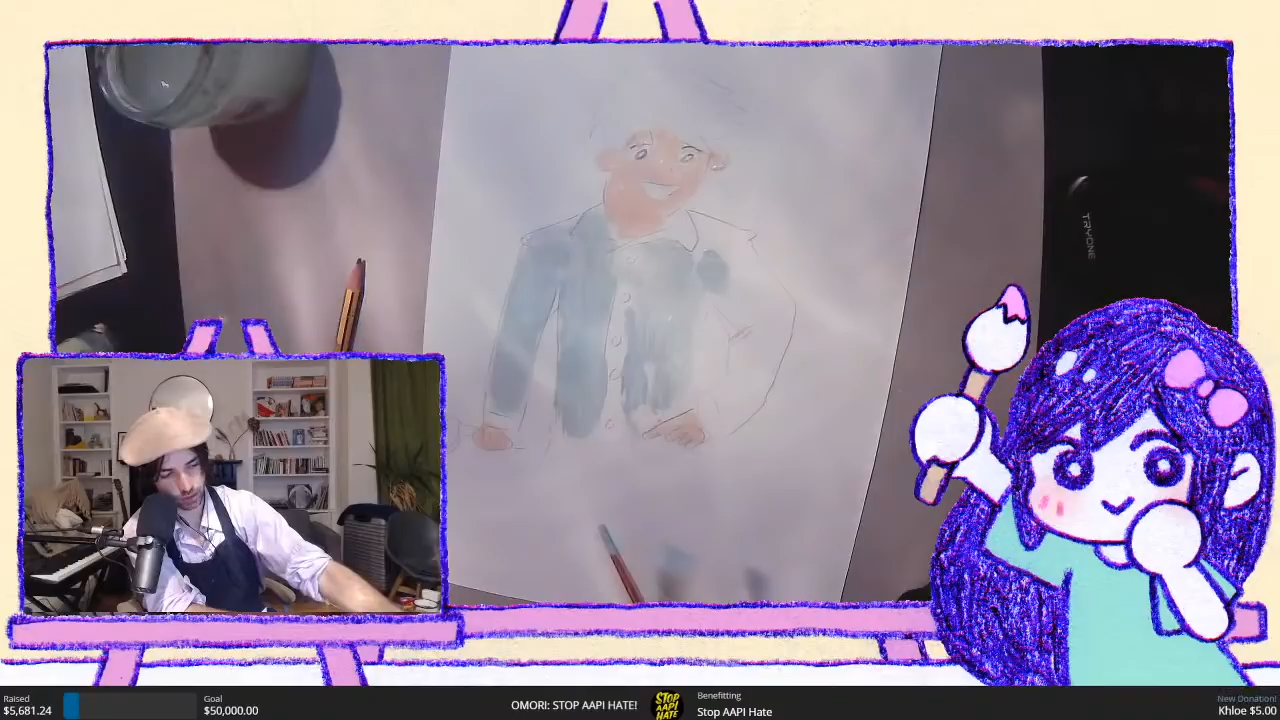 TRYONE
Raised
$5,681.24
Goal
$50,000.00
OMORI: STOP AAPI HATE!
STOP
AAPI
HATE
Benefitting
Stop AAPI Hate
New Donation!
Khloe $5.00